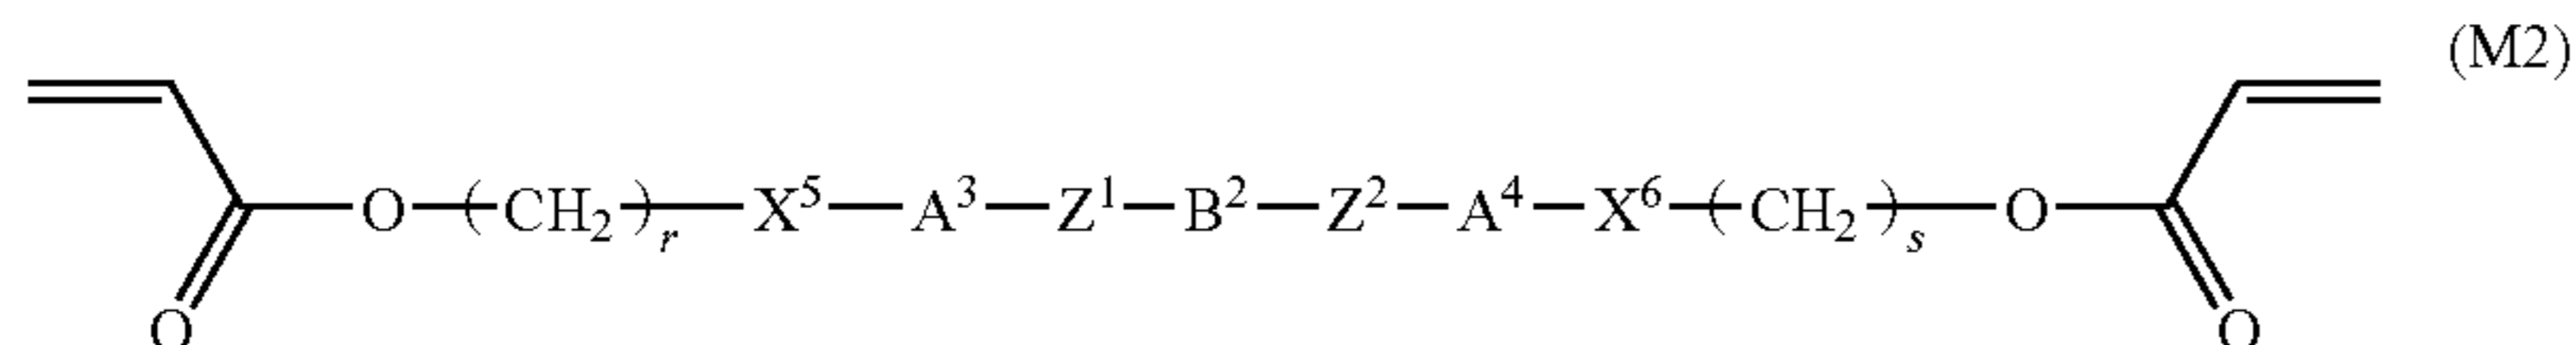 (M2)
O—(CH₂)ᵣ—X⁵—A³—Z¹—B²—Z²—A⁴—X⁶—(CH₂)ₛ—O
O O